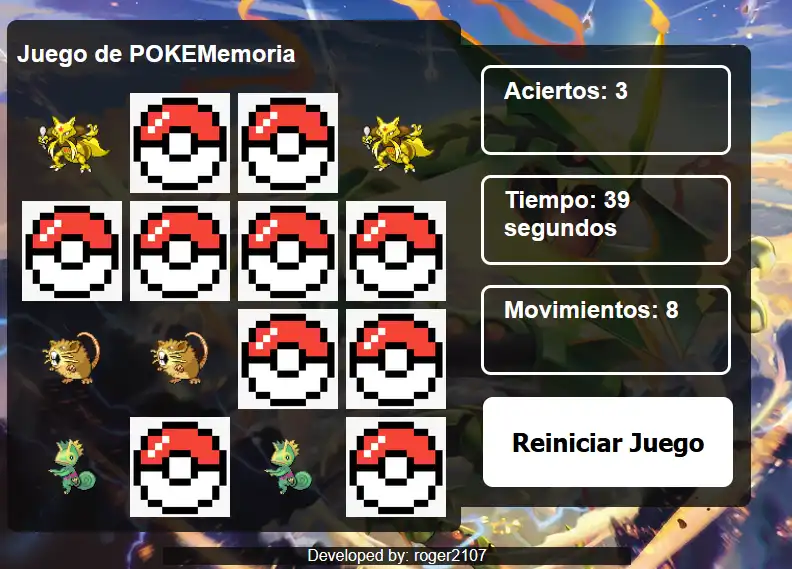 Juego de POKEMemoria
Aciertos: 3
Tiempo: 39
segundos
Movimientos: 8
Reiniciar Juego
Developed by: roger2107